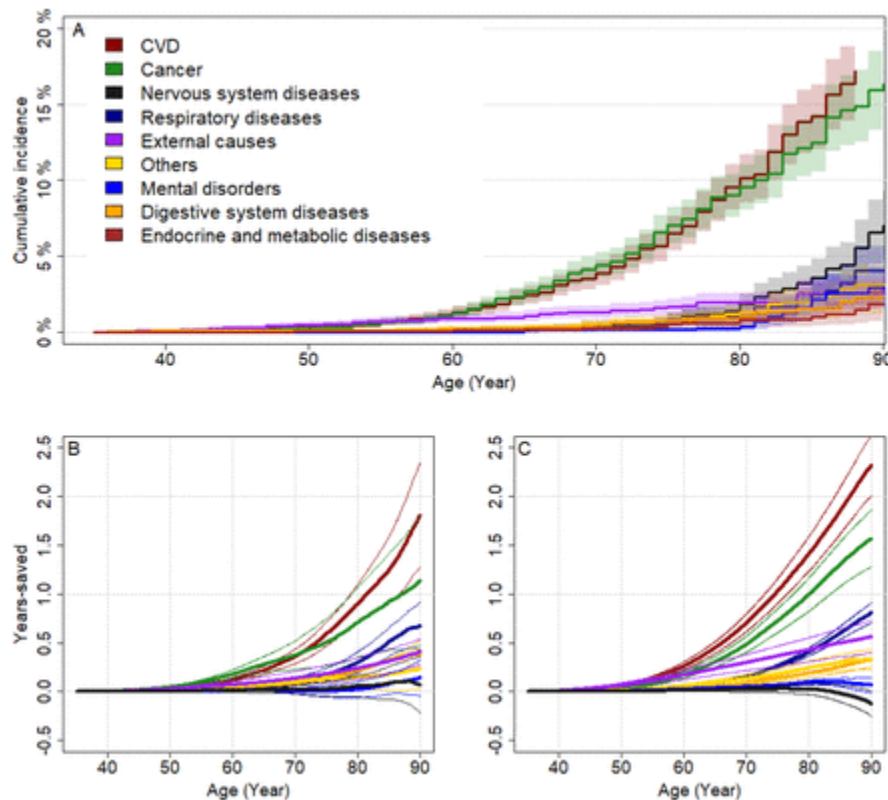 A
CVD
Cancer
Nervous system diseases
Respiratory diseases
External causes
Others
Mental disorders
Digestive system diseases
Endocrine and metabolic diseases
Cumulative incidence
20 %
15 %
10 %
5 %
0 %
40 50 60 70 80 90
Age (Year)
B
Years-saved
2.5
2.0
1.5
1.0
0.5
0.0
-0.5
40 50 60 70 80 90
Age (Year)
C
2.5
2.0
1.5
1.0
0.5
0.0
-0.5
40 50 60 70 80 90
Age (Year)